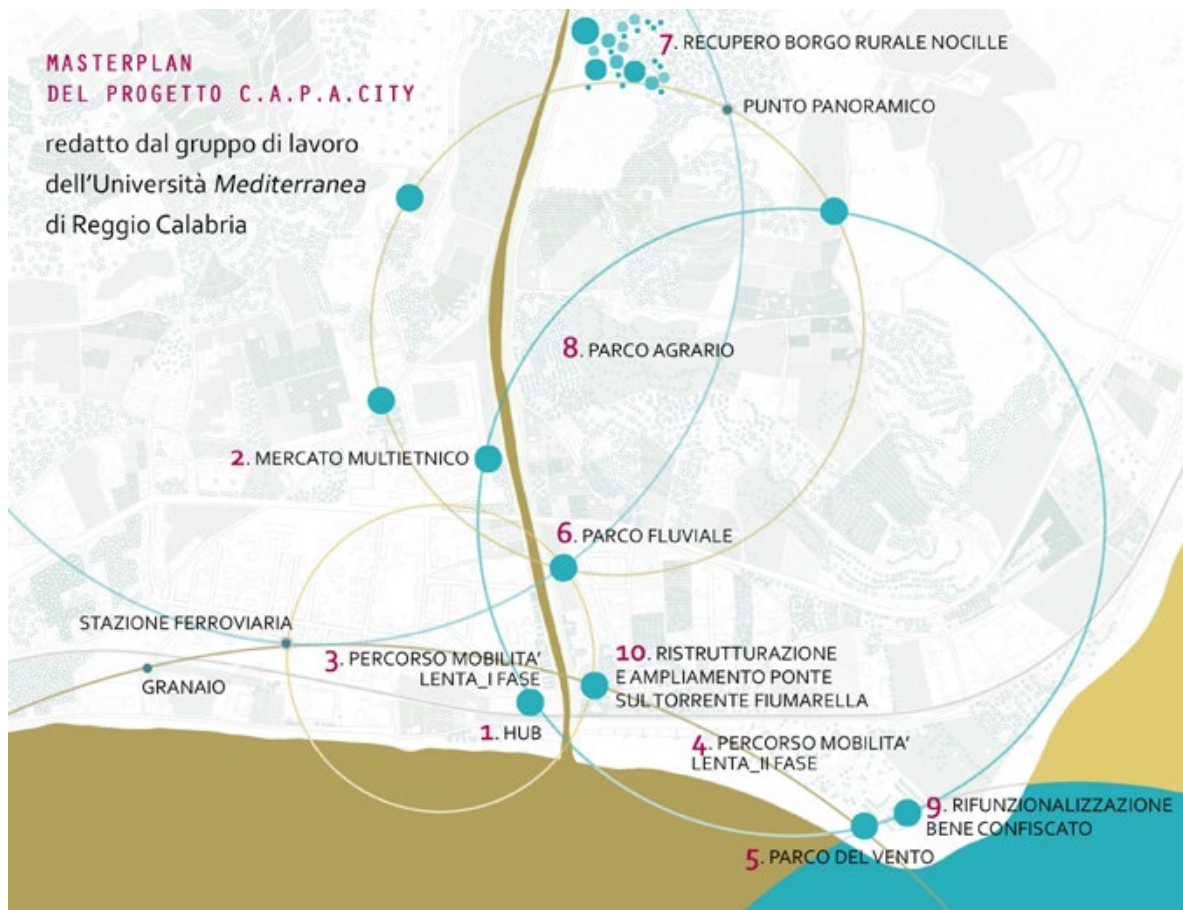 MASTERPLAN
DEL PROGETTO C.A.P.A.CITY
redatto dal gruppo di lavoro
dell'Università Mediterranea
di Reggio Calabria
7. RECUPERO BORGO RURALE NOCILLE
PUNTO PANORAMICO
8. PARCO AGRARIO
2. MERCATO MULTIETNICO
6. PARCO FLUVIALE
STAZIONE FERROVIARIA
GRANAIO
3. PERCORSO MOBILITA'
LENTA_I FASE
10. RISTRUTTURAZIONE
E AMPLIAMENTO PONTE
SUL TORRENTE FIUMARELLA
1. HUB
4. PERCORSO MOBILITA'
LENTA_II FASE
9. RIFUNZIONALIZZAZIONE
BENE CONFISCATO
5. PARCO DEL VENTO